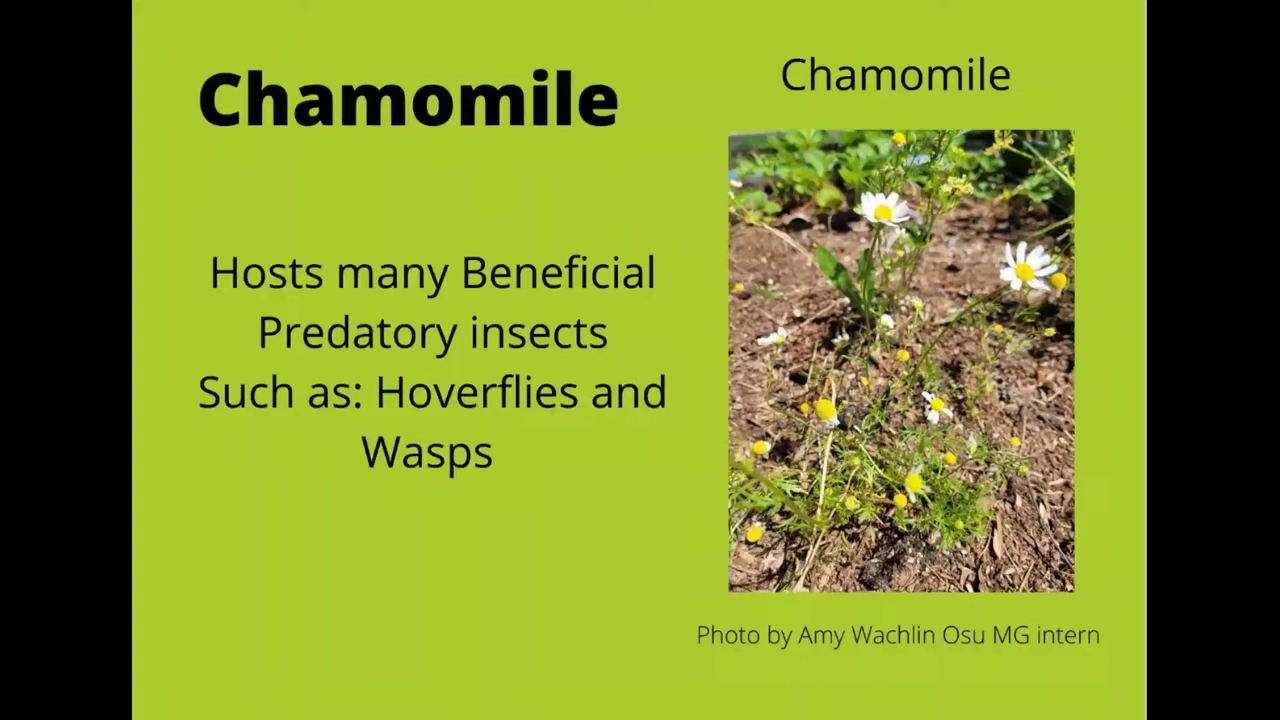 Chamomile
Hosts many Beneficial
Predatory insects
Such as: Hoverflies and
Wasps
Chamomile
Photo by Amy Wachlin Osu MG intern